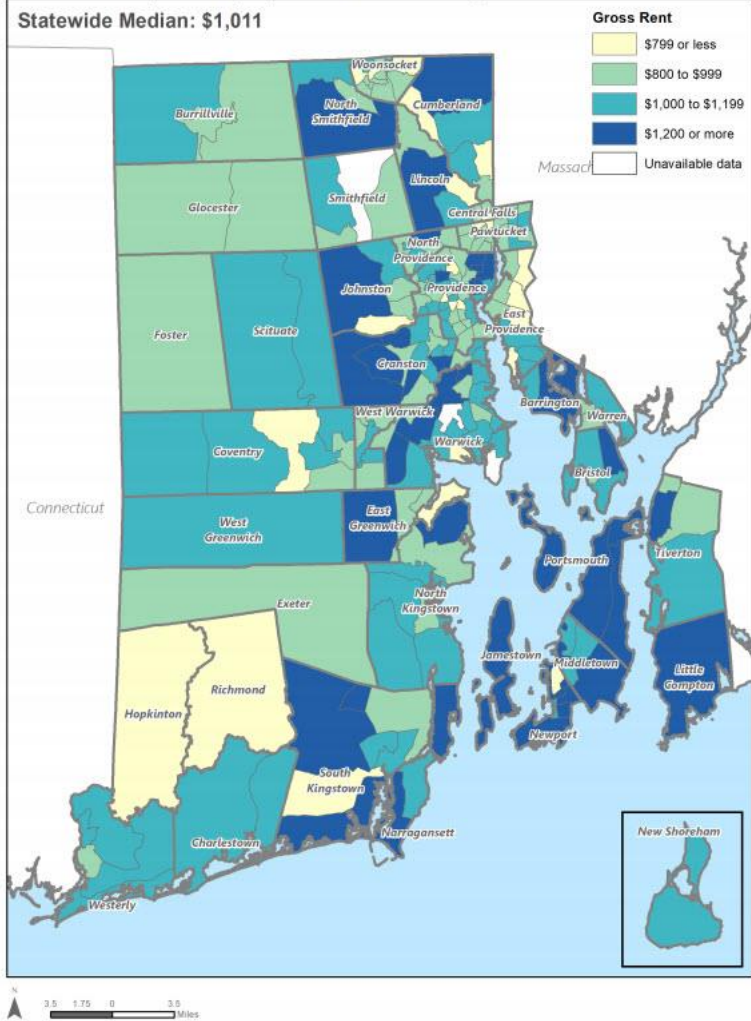 Statewide Median: $1,011
Gross Rent
$799 or less
$800 to $999
$1,000 to $1,199
$1,200 or more
Unavailable data
Massach
Connecticut
Woonsocket
Burrillville
North
Smithfield
Cumberland
Lincoln
Smithfield
Glocester
Central Falls
Pawtucket
North
Providence
Johnston
Providence
East
Providence
Foster
Scituate
Cranston
Barrington
Warren
West Warwick
Warwick
Coventry
Bristol
West
Greenwich
East
Greenwich
Portsmouth
Tiverton
Exeter
North
Kingstown
Jamestown
Middletown
Little
Compton
Richmond
Hopkinton
Newport
South
Kingstown
Charlestown
Narragansett
Westerly
New Shoreham
N
3.5 1.75 0 3.5
Miles